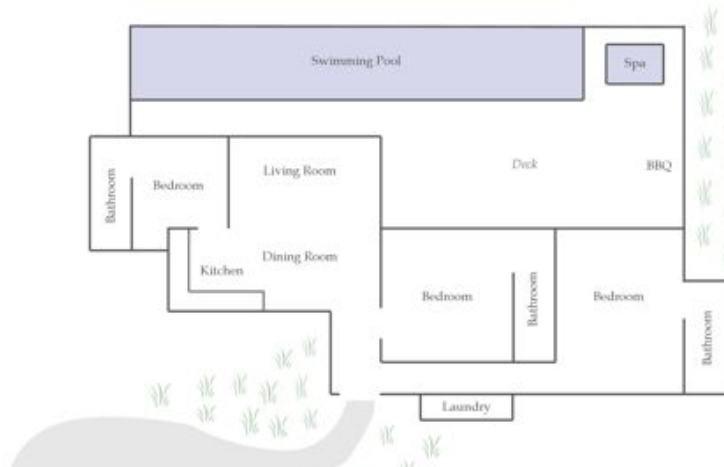 Swimming Pool
Spa
Living Room
Deck
BBQ
Bathroom
Bedroom
Dining Room
Kitchen
Bedroom
Bathroom
Bedroom
Bathroom
Laundry